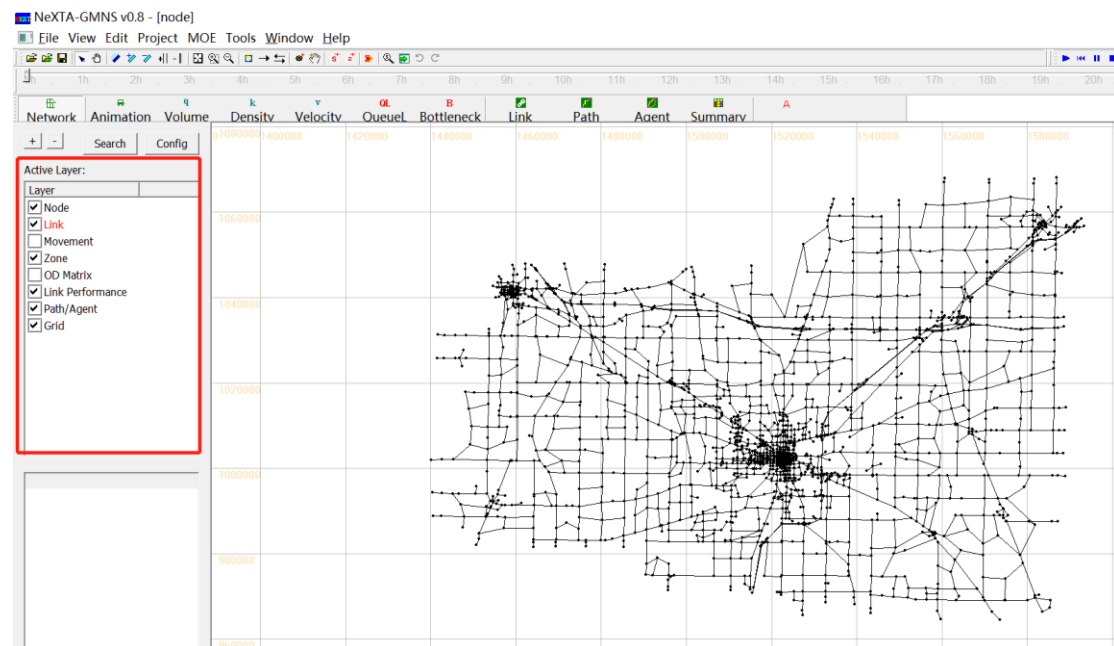 NeXTA-GMNS v0.8 - [node]
File View Edit Project MOE Tools Window Help
1h 2h 3h 4h 5h 6h 7h 8h 9h 10h 11h 12h 13h 14h 15h 16h 17h 18h 19h 20h
q k v QL B A
Network Animation Volume Density Velocity QueueL Bottleneck Link Path Agent Summary
+ - Search Config
1080000 1400000 1420000 1440000 1460000 1480000 1500000 1520000 1540000 1560000 1580000
Active Layer:
Layer
Node
Link
Movement
Zone
OD Matrix
Link Performance
Path/Agent
Grid
1060000
1040000
1020000
1000000
980000
960000